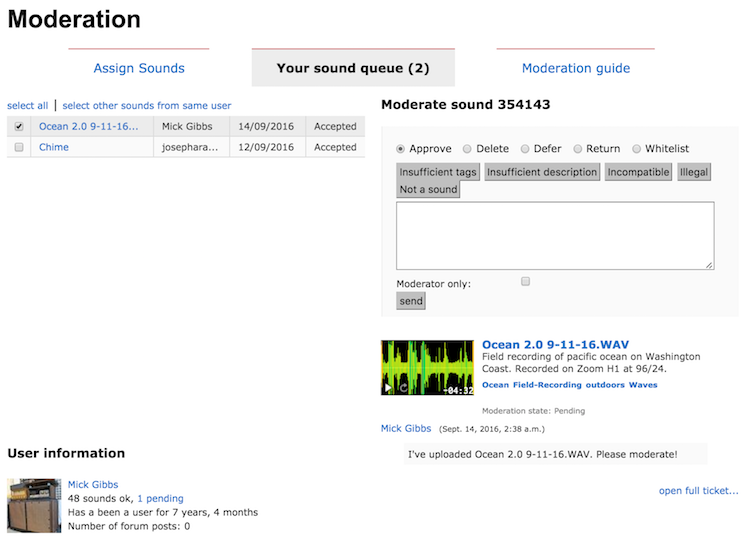 Moderation
Assign Sounds
Your sound queue (2)
Moderation guide
select all | select other sounds from same user
Ocean 2.0 9-11-16... Mick Gibbs 14/09/2016 Accepted
Chime josephara... 12/09/2016 Accepted
Moderate sound 354143
Approve Delete Defer Return Whitelist
Insufficient tags Insufficient description Incompatible Illegal
Not a sound
Moderator only:
send
Ocean 2.0 9-11-16.WAV
Field recording of pacific ocean on Washington
Coast. Recorded on Zoom H1 at 96/24.
Ocean Field-Recording outdoors Waves
-04:32
Moderation state: Pending
Mick Gibbs (Sept. 14, 2016, 2:38 a.m.)
I've uploaded Ocean 2.0 9-11-16.WAV. Please moderate!
open full ticket...
User information
Mick Gibbs
48 sounds ok, 1 pending
Has a been a user for 7 years, 4 months
Number of forum posts: 0